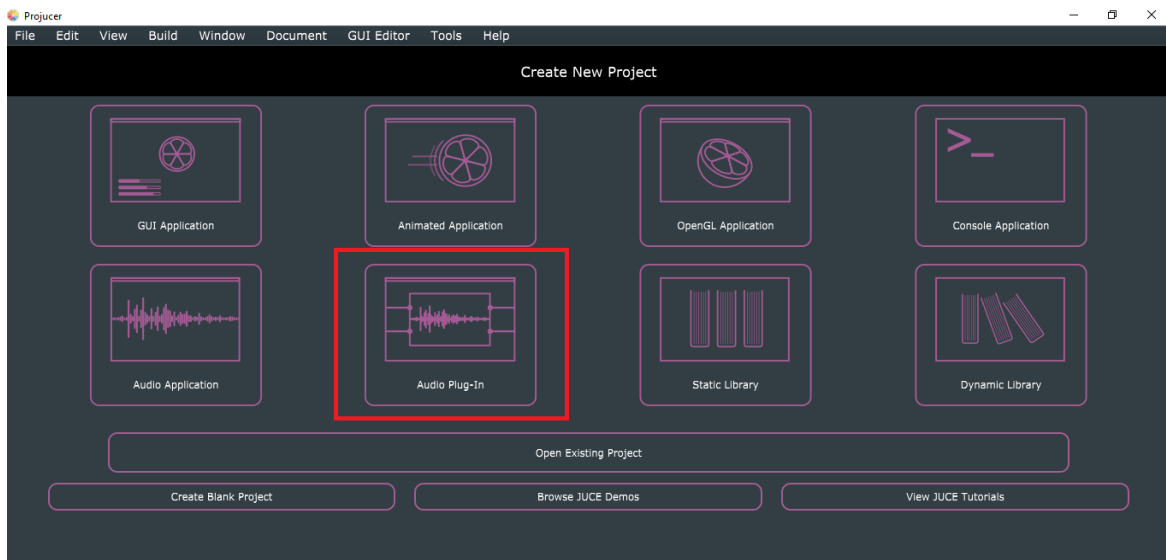 Projucer
File Edit View Build Window Document GUI Editor Tools Help
Create New Project
>_
GUI Application Animated Application OpenGL Application Console Application
Audio Application Audio Plug-In Static Library Dynamic Library
Open Existing Project
Create Blank Project Browse JUCE Demos View JUCE Tutorials